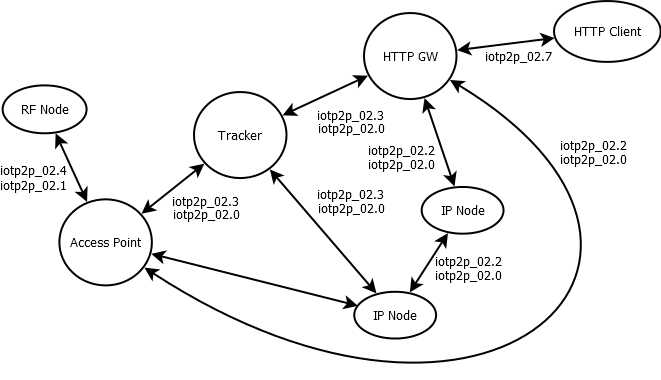 HTTP Client
HTTP GW
iotp2p_02.7
RF Node
Tracker
iotp2p_02.3
iotp2p_02.0
iotp2p_02.2
iotp2p_02.0
iotp2p_02.2
iotp2p_02.0
iotp2p_02.4
iotp2p_02.1
iotp2p_02.3
iotp2p_02.0
iotp2p_02.3
iotp2p_02.0
IP Node
Access Point
iotp2p_02.2
iotp2p_02.0
IP Node